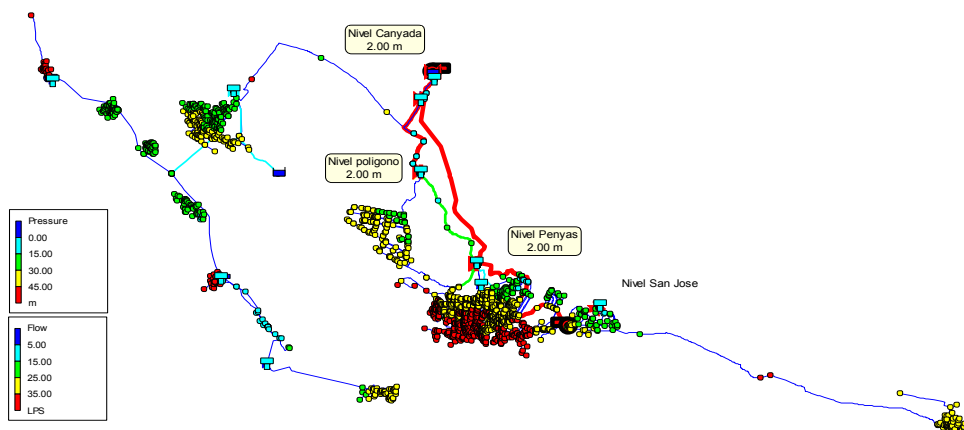 Nivel Canyada
2.00 m
Nivel poligono
2.00 m
Nivel Penyas
2.00 m
Nivel San Jose
Pressure
0.00
15.00
30.00
45.00
m
Flow
5.00
15.00
25.00
35.00
LPS